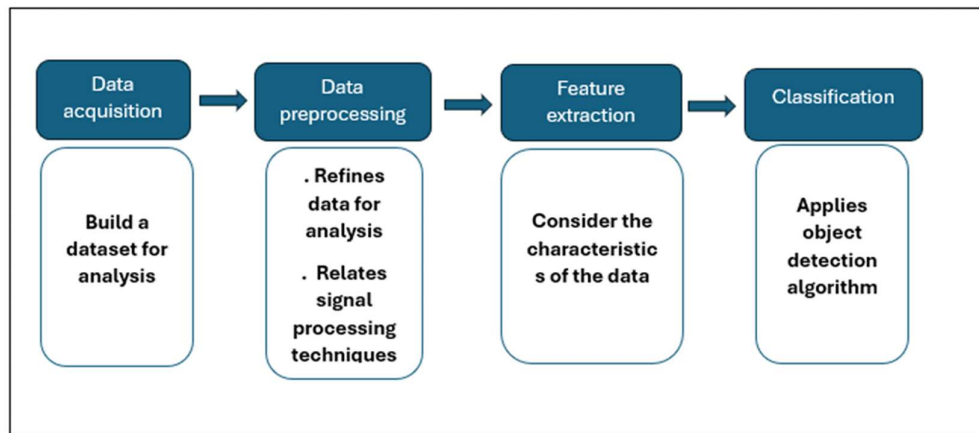 Data
acquisition
Data
preprocessing
Feature
extraction
Classification
Build a
dataset for
analysis
. Refines
data for
analysis
. Relates
signal
processing
techniques
Consider the
characteristic
s of the data
Applies
object
detection
algorithm